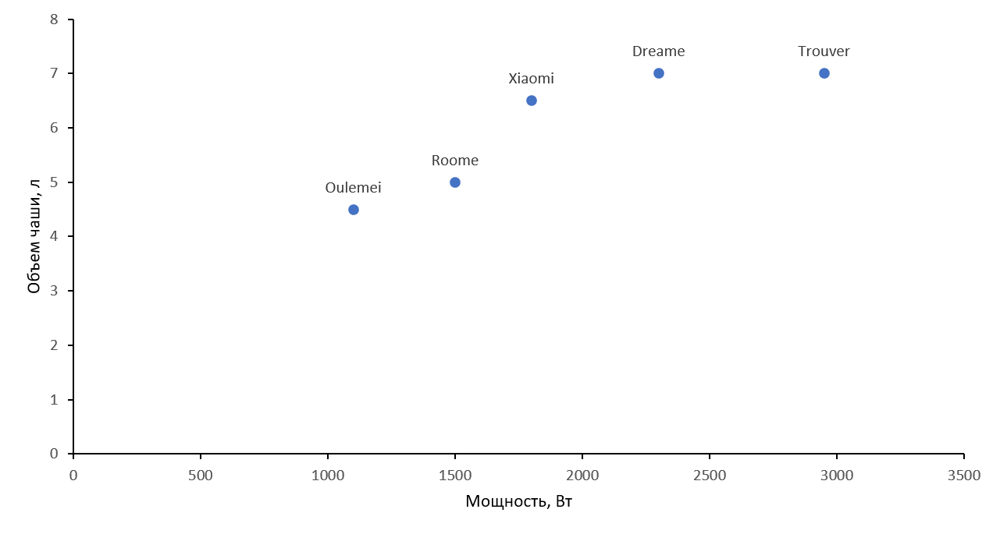 8
Dreame
Trouver
7
Xiaomi
6
Roome
5
Oulemei
4
3
2
1
0
Объем чаши, л
0
500
1000
1500
2000
2500
3000
3500
Мощность, Вт